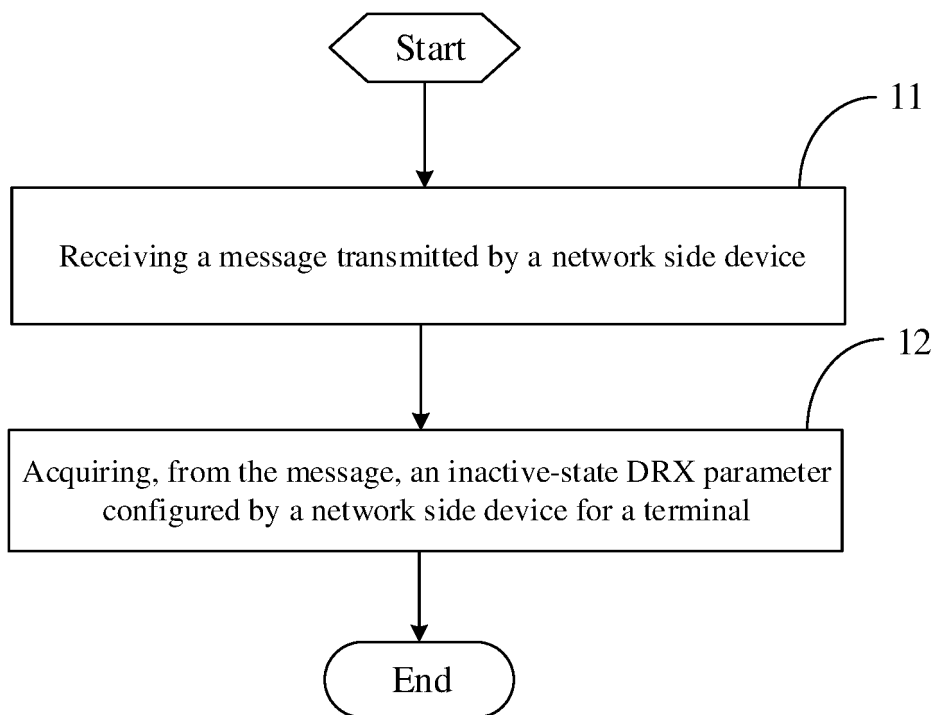 Start
11
Receiving a message transmitted by a network side device
12
Acquiring, from the message, an inactive-state DRX parameter
configured by a network side device for a terminal
End